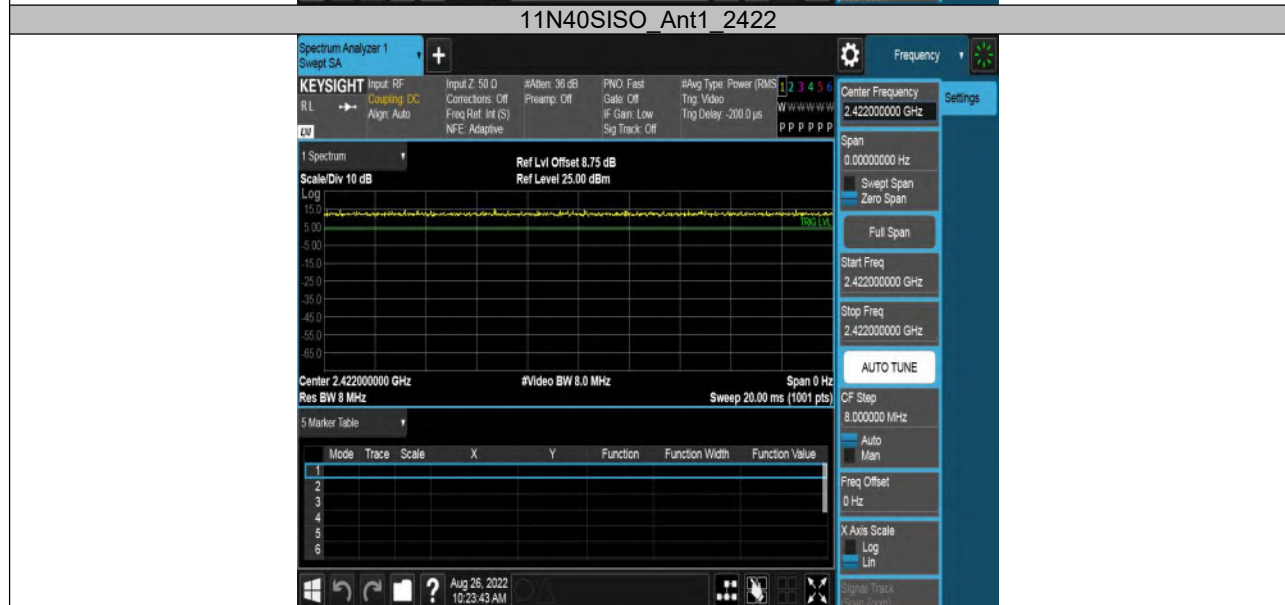 11N40SISO_Ant1_2422
Spectrum Analyzer 1
Swept SA
+
Frequency
KEYSIGHT
RL
LXI
Input: RF
Coupling: DC
Align: Auto
Input Z: 50 Ω
Corrections: Off
Freq Ref: Int (S)
NFE: Adaptive
#Atten: 36 dB
Preamp: Off
PNO: Fast
Gate: Off
IF Gain: Low
Sig Track: Off
#Avg Type: Power (RMS
Trig: Video
Trig Delay: -200.0 µs
1 2 3 4 5 6
W W W W W W
P P P P P P
Center Frequency
2.422000000 GHz
Settings
Span
0.00000000 Hz
Swept Span
Zero Span
Full Span
Start Freq
2.422000000 GHz
Stop Freq
2.422000000 GHz
AUTO TUNE
CF Step
8.000000 MHz
Auto
Man
Freq Offset
0 Hz
X Axis Scale
Log
Lin
Signal Track
(Span Zoom)
1 Spectrum
Scale/Div 10 dB
Ref Lvl Offset 8.75 dB
Ref Level 25.00 dBm
Log
15.0
5.00
-5.00
-15.0
-25.0
-35.0
-45.0
-55.0
-65.0
TRIG LVL
Center 2.422000000 GHz
#Video BW 8.0 MHz
Span 0 Hz
Res BW 8 MHz
Sweep 20.00 ms (1001 pts)
5 Marker Table
Mode Trace Scale X Y Function Function Width Function Value
1
2
3
4
5
6
?
Aug 26, 2022
10:23:43 AM